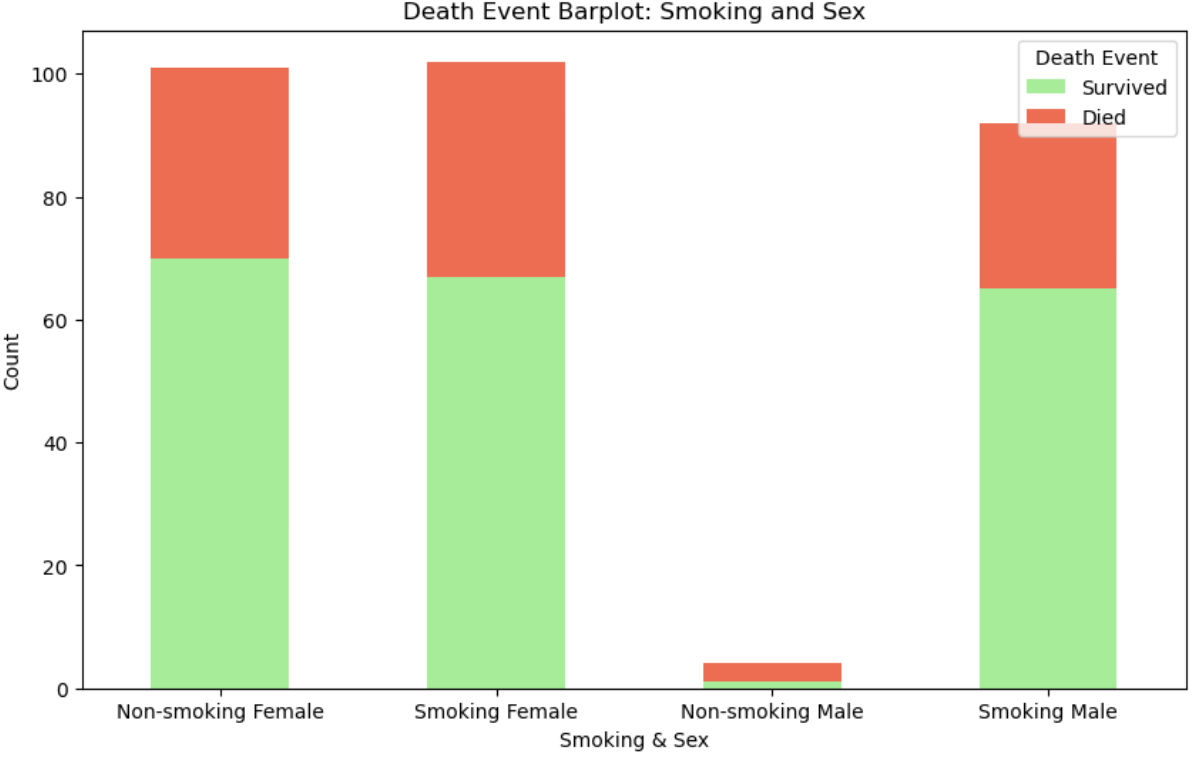 Death Event Barplot: Smoking and Sex
Death Event
Survived
Died
100
80
60
40
20
0
Count
Non-smoking Female
Smoking Female
Non-smoking Male
Smoking Male
Smoking & Sex